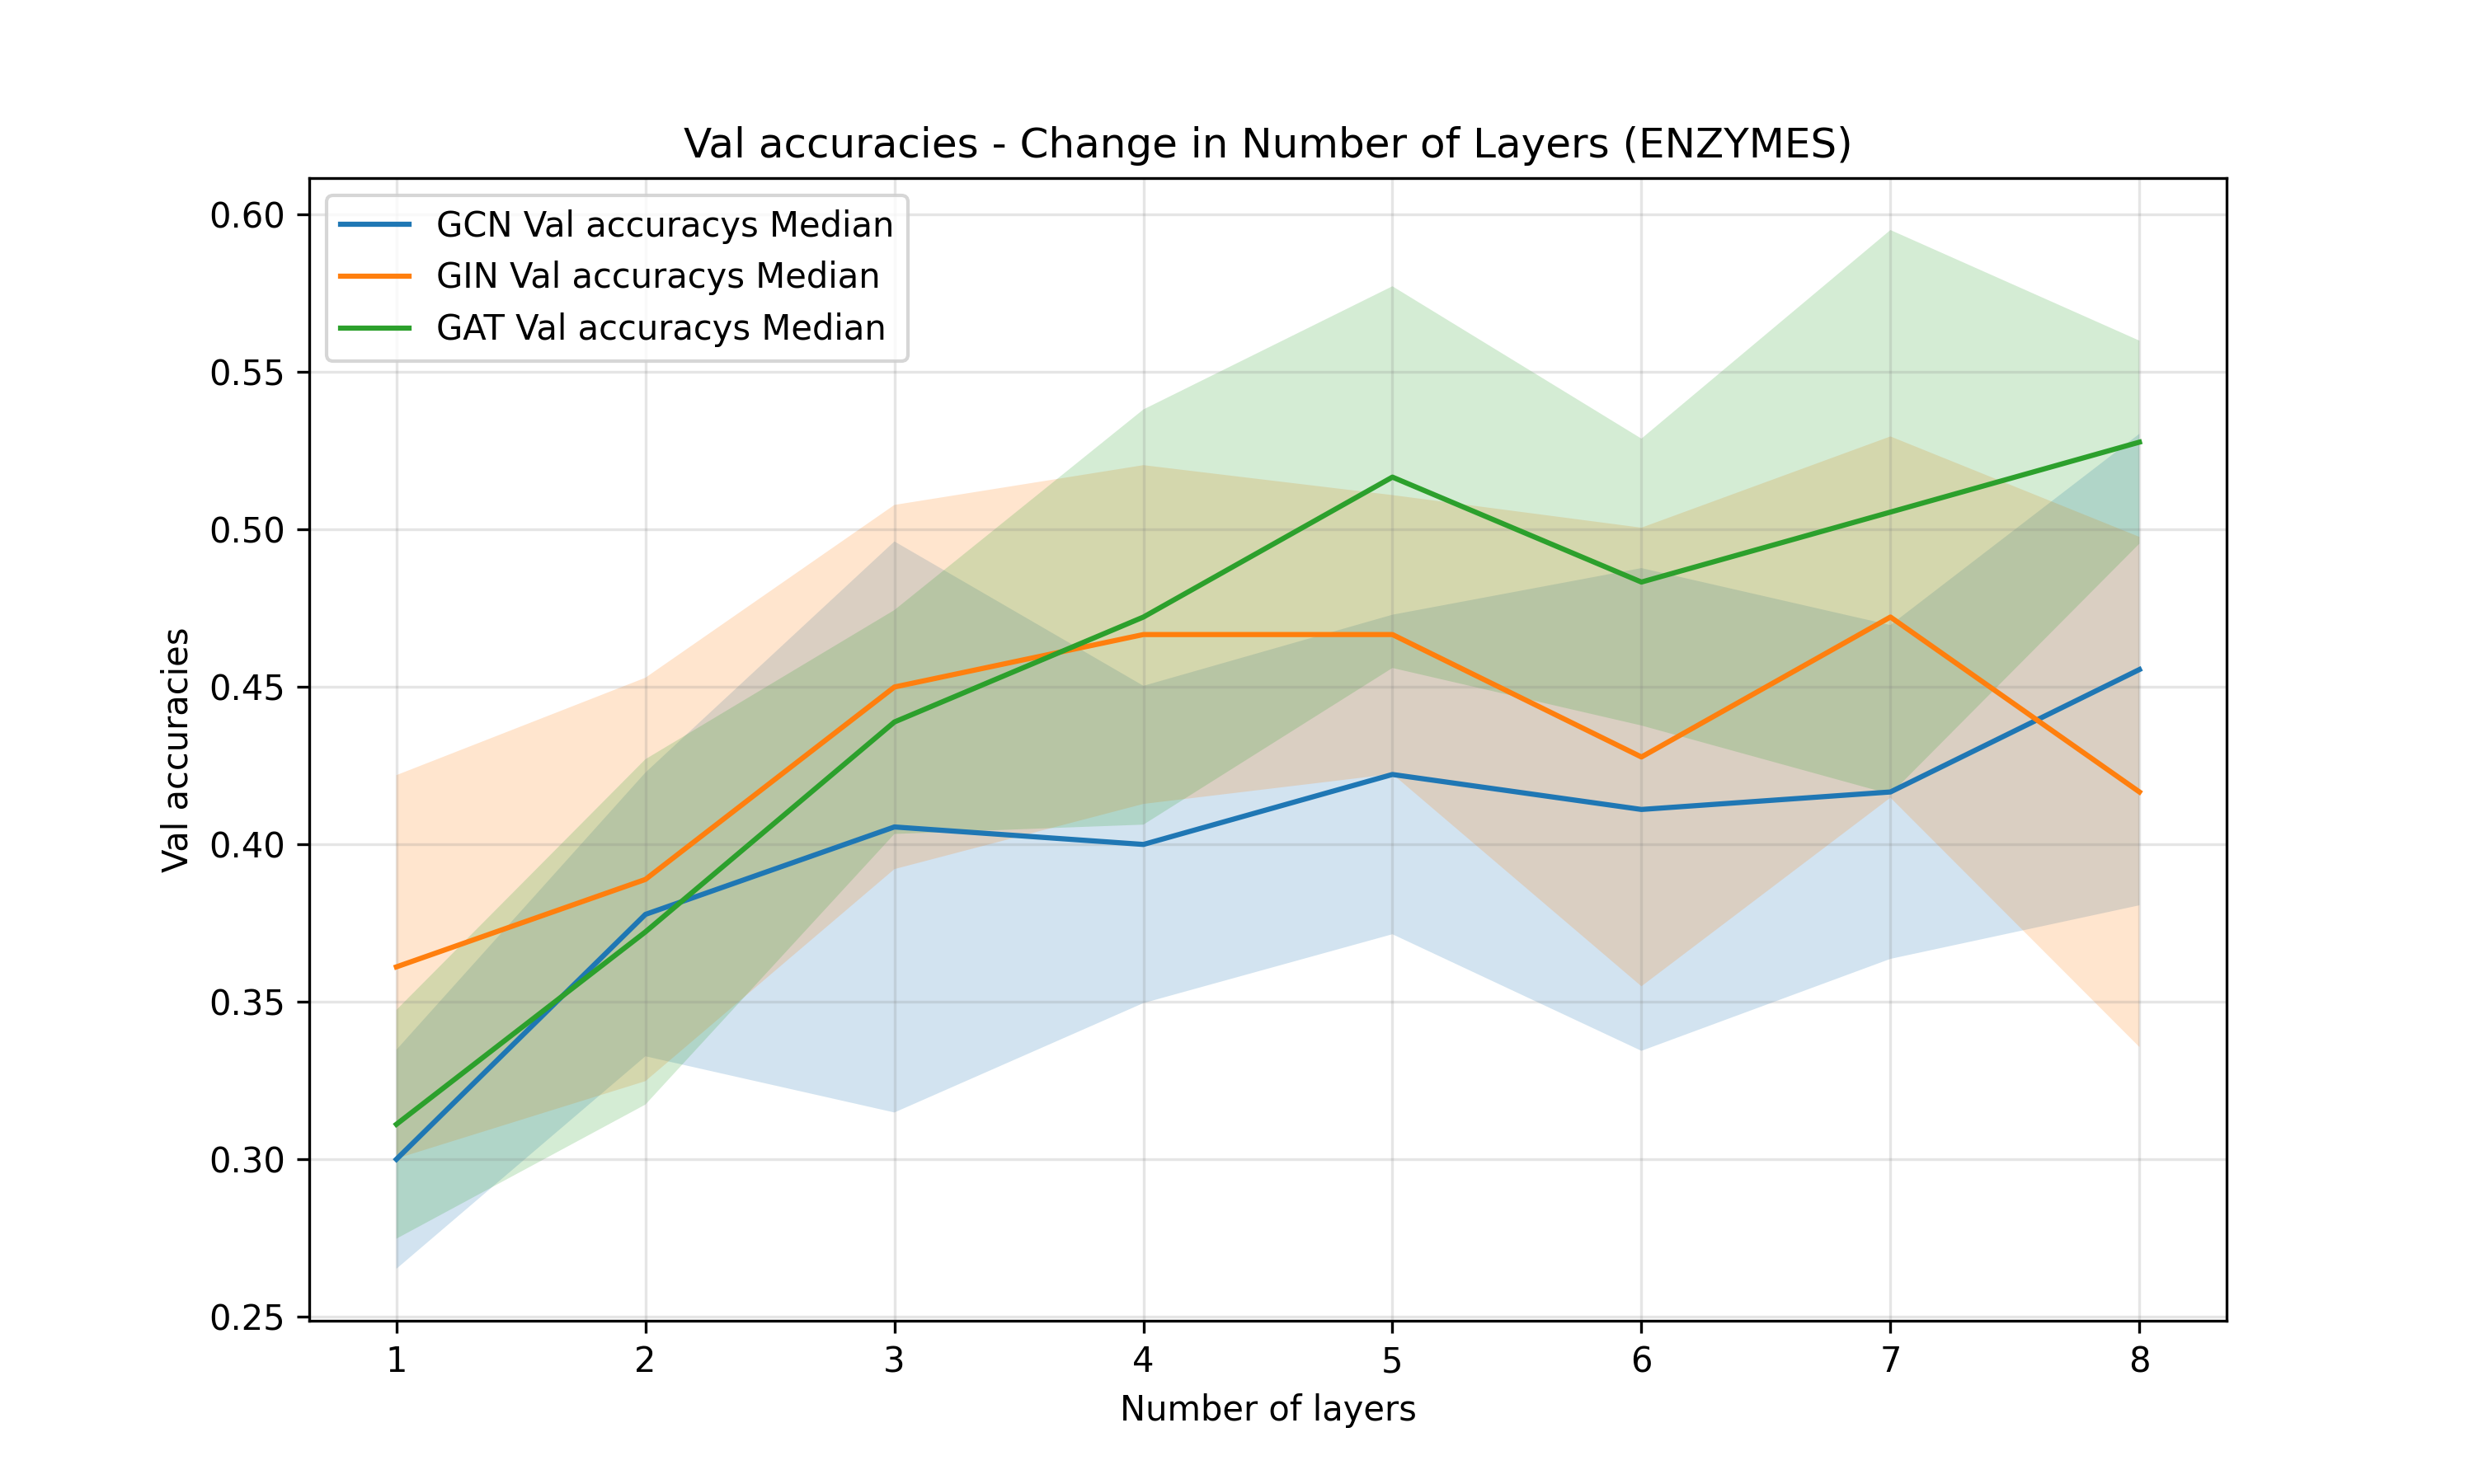 Val accuracies - Change in Number of Layers (ENZYMES)
GCN Val accuracys Median
GIN Val accuracys Median
GAT Val accuracys Median
0.60
0.55
0.50
0.45
0.40
0.35
0.30
0.25
Val accuracies
1 2 3 4 5 6 7 8
Number of layers